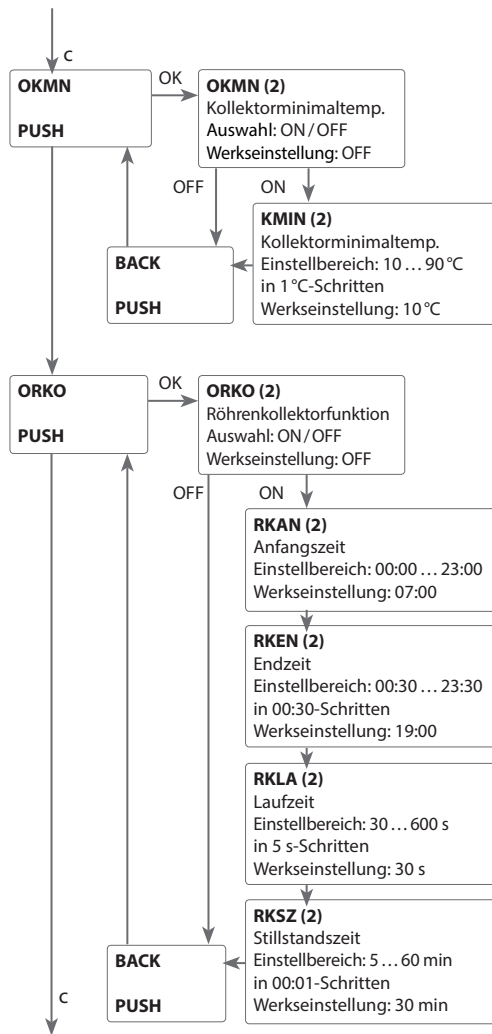 C
OKMN
PUSH
OK
OKMN (2)
Kollektorminimaltemp.
Auswahl: ON / OFF
Werkseinstellung: OFF
OFF
ON
KMIN (2)
Kollektorminimaltemp.
Einstellbereich: 10 … 90 °C
in 1 °C-Schritten
Werkseinstellung: 10 °C
BACK
PUSH
ORKO
PUSH
OK
ORKO (2)
Röhrenkollektorfunktion
Auswahl: ON / OFF
Werkseinstellung: OFF
OFF
ON
RKAN (2)
Anfangszeit
Einstellbereich: 00:00 … 23:00
Werkseinstellung: 07:00
RKEN (2)
Endzeit
Einstellbereich: 00:30 … 23:30
in 00:30-Schritten
Werkseinstellung: 19:00
RKLA (2)
Laufzeit
Einstellbereich: 30 … 600 s
in 5 s-Schritten
Werkseinstellung: 30 s
RKSZ (2)
Stillstandszeit
Einstellbereich: 5 … 60 min
in 00:01-Schritten
Werkseinstellung: 30 min
BACK
PUSH
C